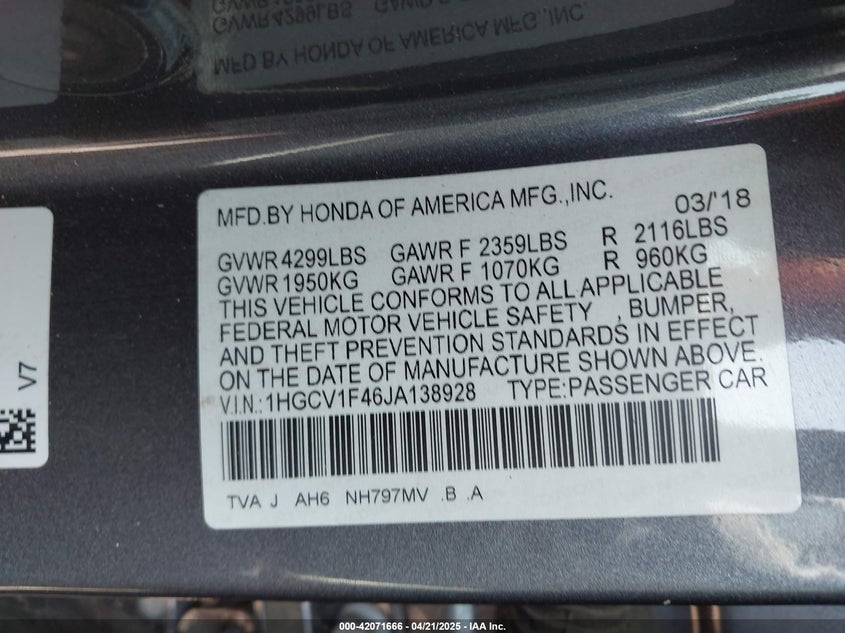 MFD.BY HONDA OF AMERICA MFG.,INC. 03/'18
GVWR 4299LBS GAWR F 2359LBS R 2116LBS
GVWR 1950KG GAWR F 1070KG R 960KG
THIS VEHICLE CONFORMS TO ALL APPLICABLE
FEDERAL MOTOR VEHICLE SAFETY , BUMPER,
AND THEFT PREVENTION STANDARDS IN EFFECT
ON THE DATE OF MANUFACTURE SHOWN ABOVE.
V.I.N.:1HGCV1F46JA138928 TYPE:PASSENGER CAR
TVA J AH6 NH797MV .B .A
V7
000-42071666 - 04/21/2025 - IAA Inc.